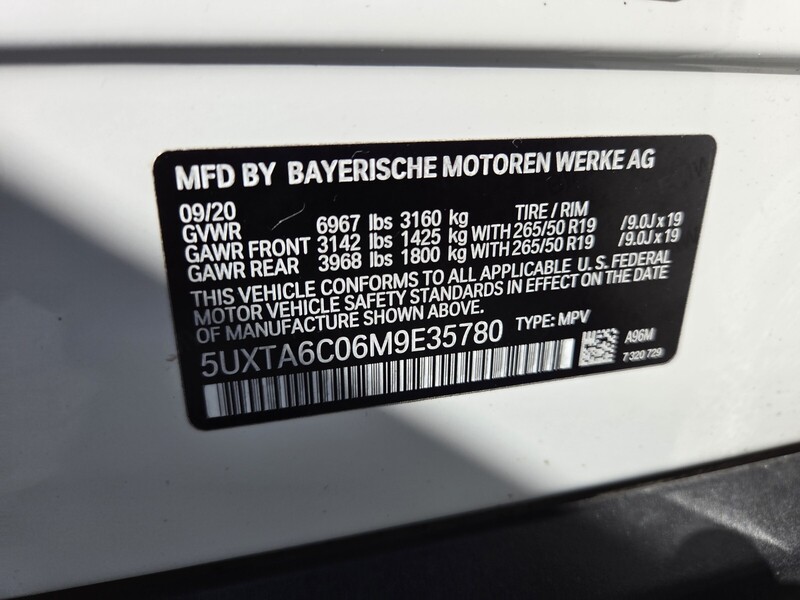 MFD BY BAYERISCHE MOTOREN WERKE AG
09/20 TIRE / RIM
GVWR 6967 lbs 3160 kg
GAWR FRONT 3142 lbs 1425 kg WITH 265/50 R19 / 9.0J x 19
GAWR REAR 3968 lbs 1800 kg WITH 265/50 R19 / 9.0J x 19
THIS VEHICLE CONFORMS TO ALL APPLICABLE U. S. FEDERAL
MOTOR VEHICLE SAFETY STANDARDS IN EFFECT ON THE DATE
OF MANUFACTURE SHOWN ABOVE. TYPE: MPV
5UXTA6C06M9E35780 A96M
7 320 729